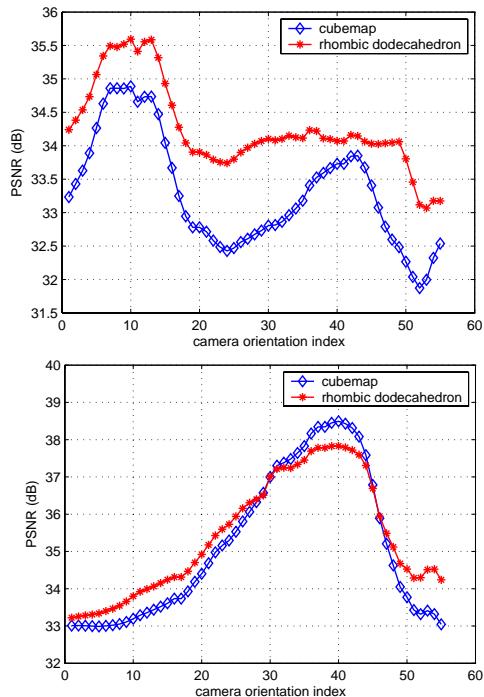 36
35.5
35
34.5
34
33.5
33
32.5
32
31.5
PSNR (dB)
cubemap
rhombic dodecahedron
0 10 20 30 40 50 60
camera orientation index
40
39
38
37
36
35
34
33
32
PSNR (dB)
cubemap
rhombic dodecahedron
0 10 20 30 40 50 60
camera orientation index